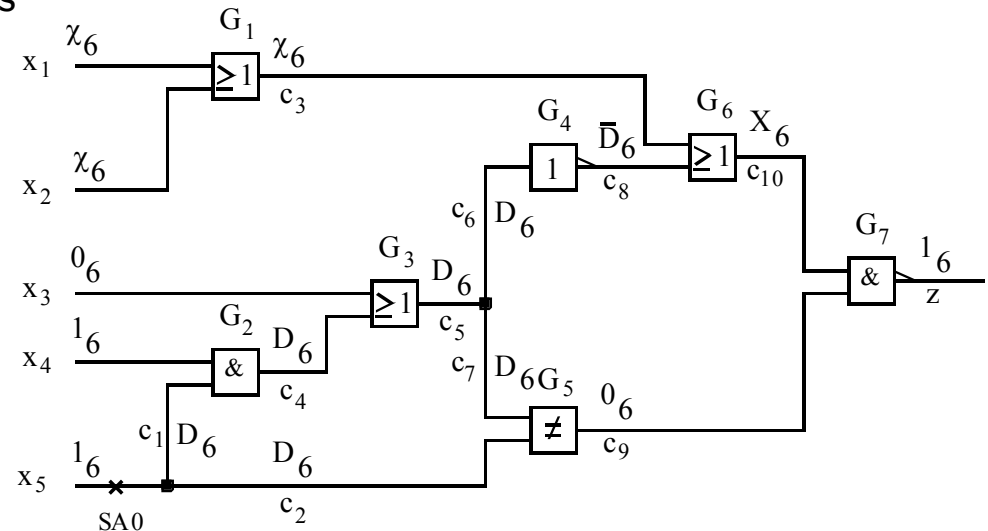 s
G1
χ6
x1
≥1
χ6
c3
G4
G6
D̅6
X6
χ6
x2
1
c8
≥1
c10
c6
D6
G7
06
G3
D6
&
16
z
x3
≥1
c5
G2
D6
16
x4
&
c4
c7
D6
G5
06
≠
c9
c1
D6
16
D6
x5
c2
SA0